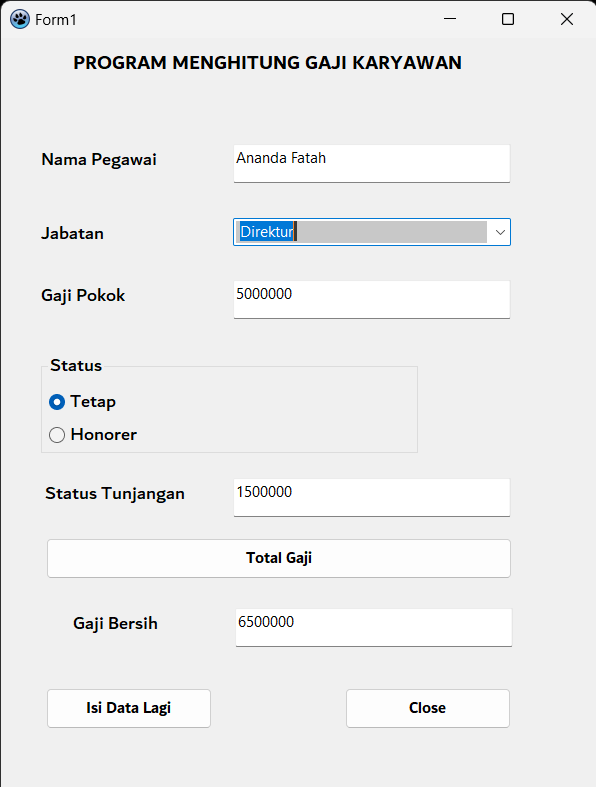 Form1
PROGRAM MENGHITUNG GAJI KARYAWAN
Nama Pegawai Ananda Fatah
Jabatan Direktur
Gaji Pokok 5000000
Status
Tetap
Honorer
Status Tunjangan 1500000
Total Gaji
Gaji Bersih 6500000
Isi Data Lagi Close